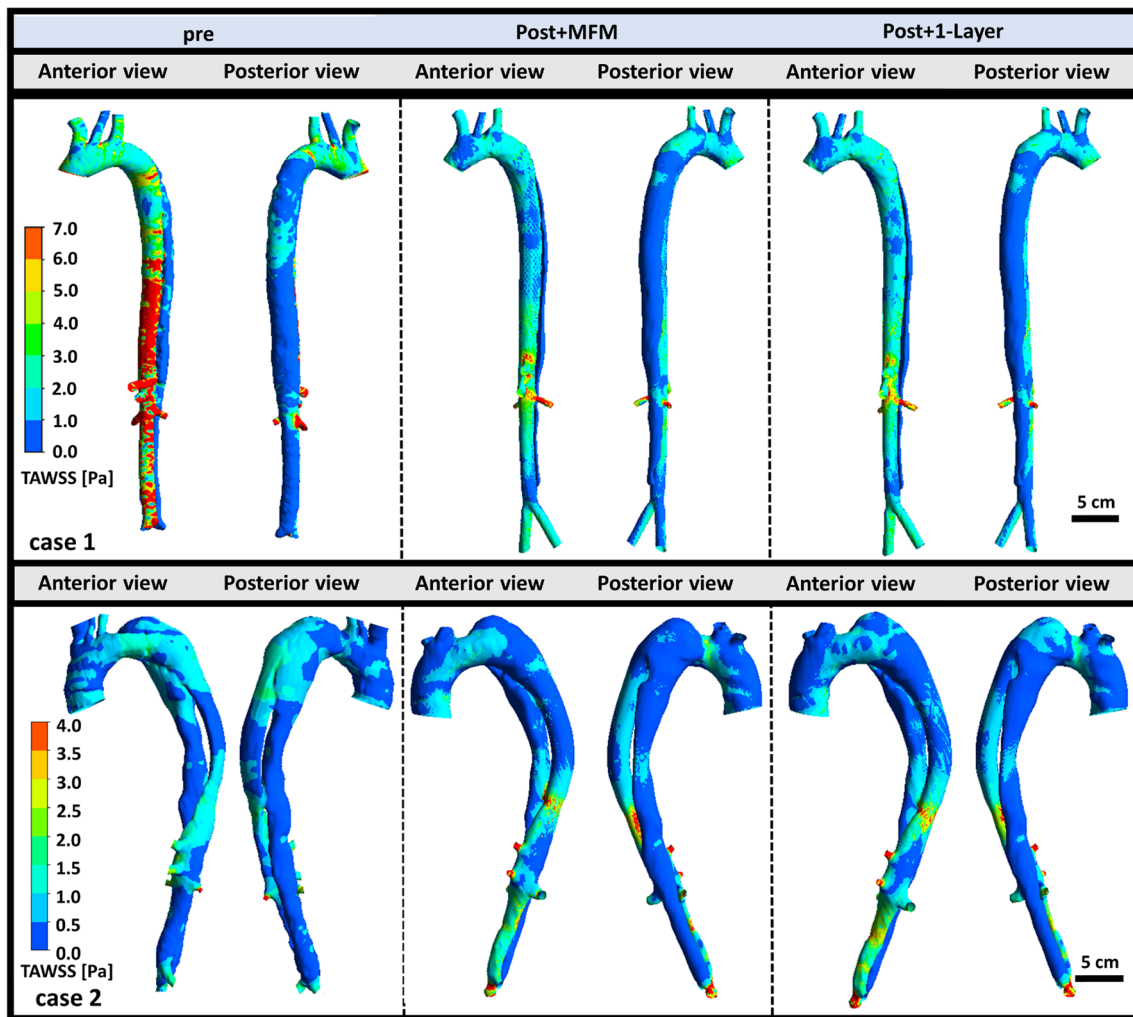 pre Post+MFM Post+1-Layer
Anterior view Posterior view Anterior view Posterior view Anterior view Posterior view
7.0
6.0
5.0
4.0
3.0
2.0
1.0
0.0
TAWSS [Pa]
5 cm
case 1
Anterior view Posterior view Anterior view Posterior view Anterior view Posterior view
4.0
3.5
3.0
2.5
2.0
1.5
1.0
0.5
0.0
TAWSS [Pa]
5 cm
case 2